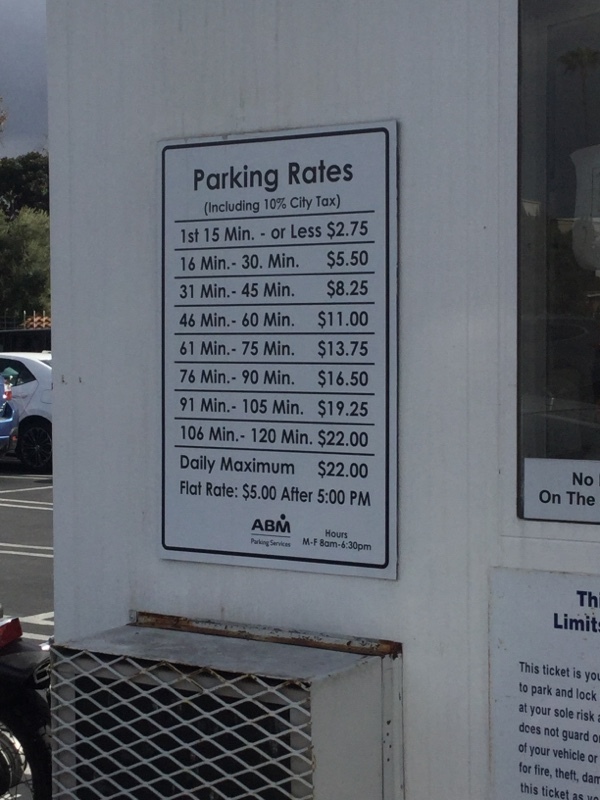 Parking Rates
(Including 10% City Tax)
1st 15 Min. - or Less $2.75
16 Min.- 30. Min. $5.50
31 Min.- 45 Min. $8.25
46 Min.- 60 Min. $11.00
61 Min.- 75 Min. $13.75
76 Min.- 90 Min. $16.50
91 Min.- 105 Min. $19.25
106 Min.- 120 Min. $22.00
Daily Maximum $22.00
Flat Rate: $5.00 After 5:00 PM
ABM
Parking Services
Hours
M-F 8am-6:30pm
No
On The
Limits
This ticket is you
to park and lock
at your sole risk a
does not guard o
of your vehicle or
for fire, theft, dam
this ticket as yo